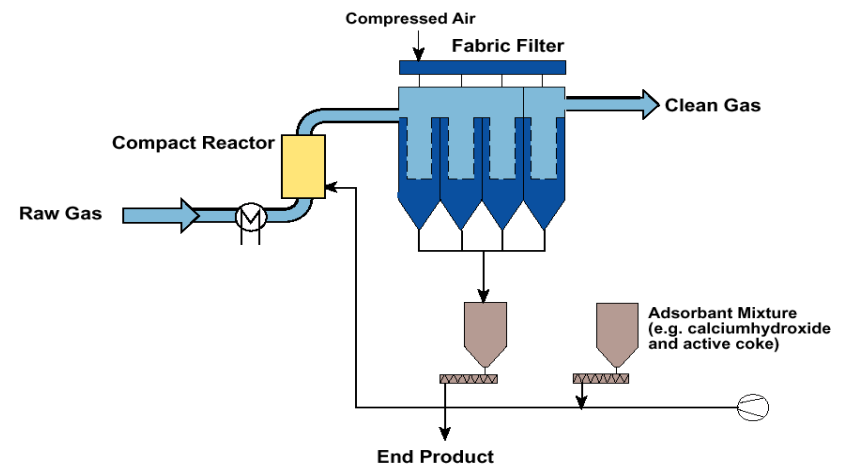 Compressed Air
Fabric Filter
Clean Gas
Compact Reactor
Raw Gas
Adsorbant Mixture
(e.g. calciumhydroxide
and active coke)
End Product